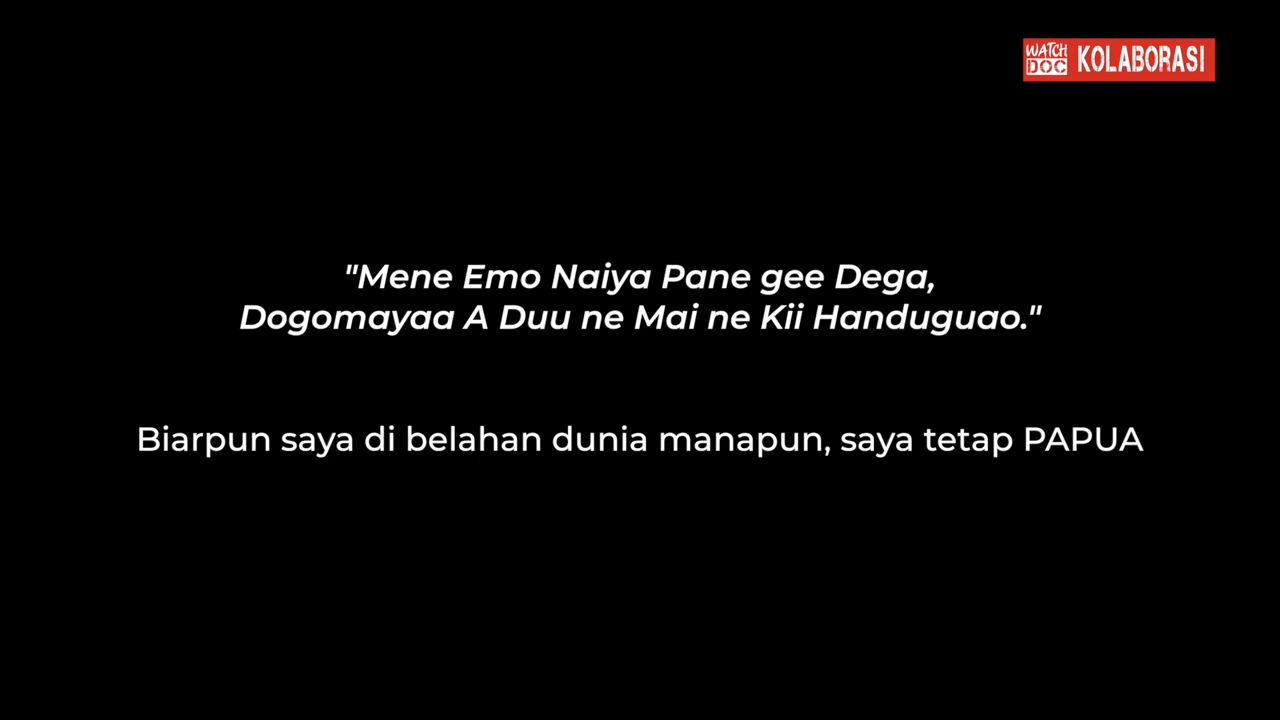 WATCH DOC KOLABORASI
"Mene Emo Naiya Pane gee Dega,
Dogomayaa A Duu ne Mai ne Kii Handuguao."
Biarpun saya di belahan dunia manapun, saya tetap PAPUA